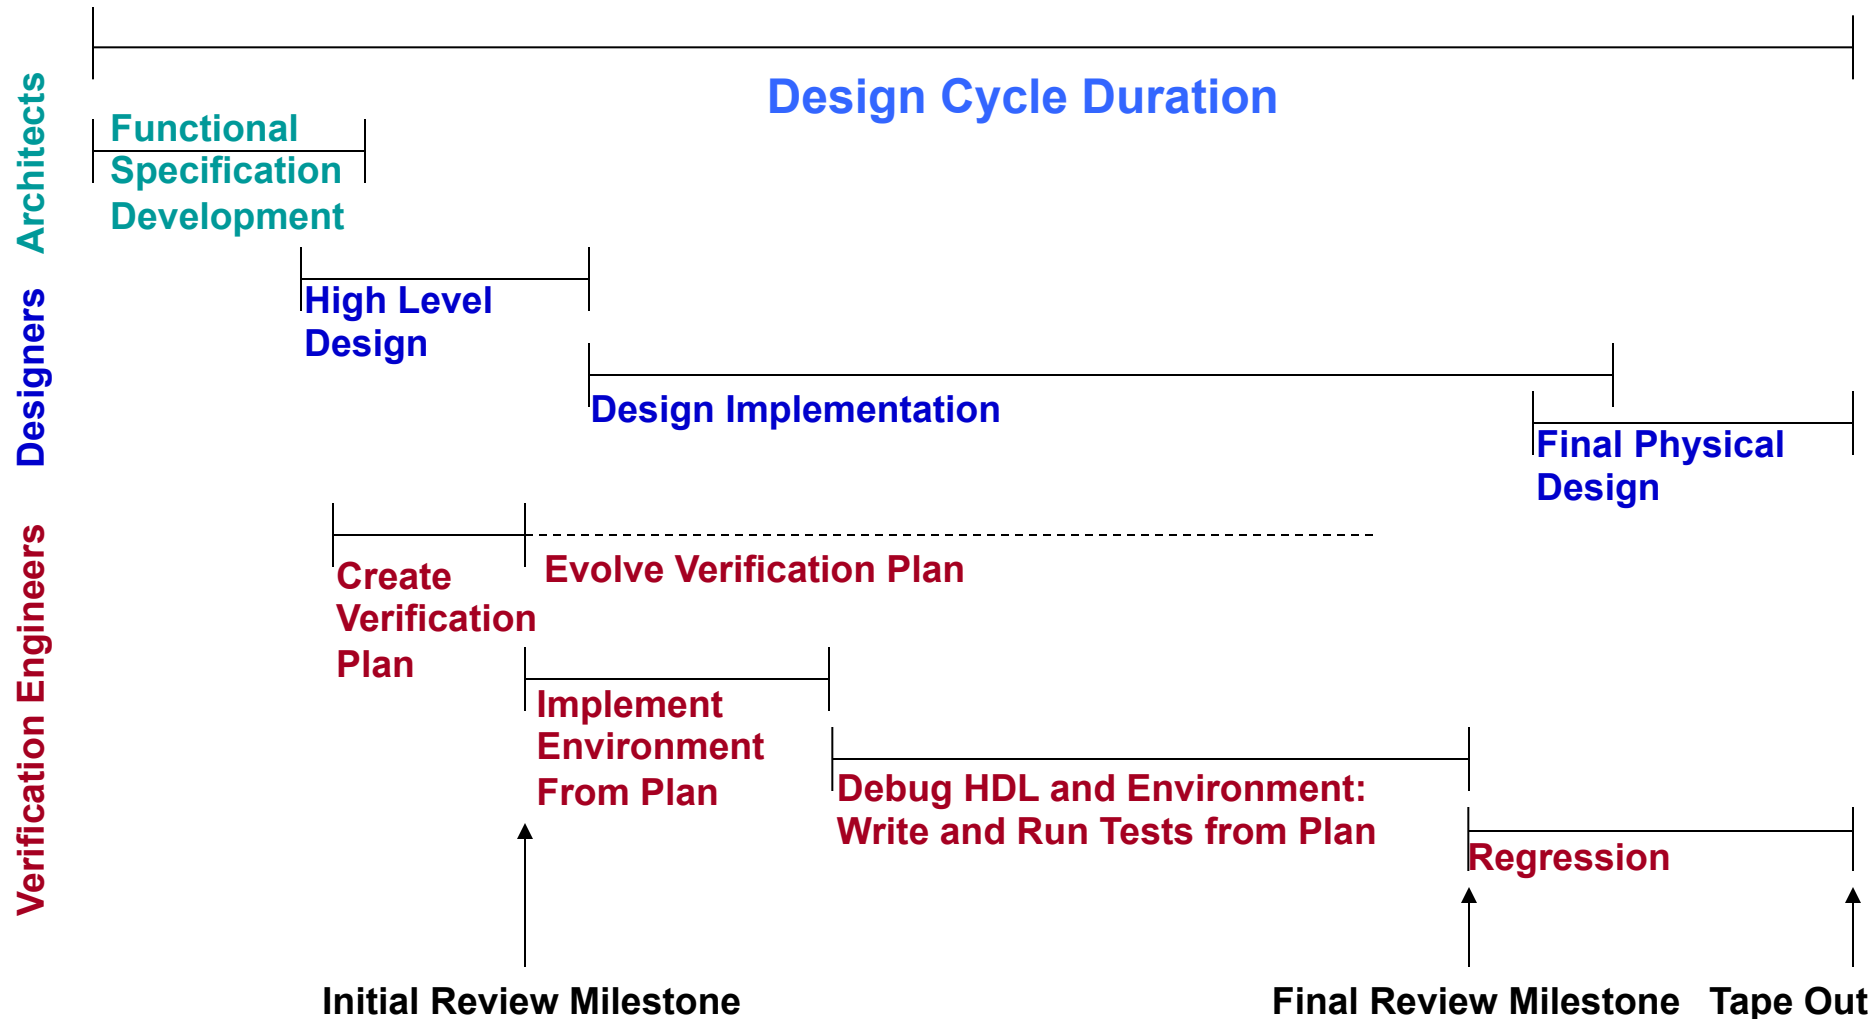 Design Cycle Duration
Architects
Functional
Specification
Development
Designers
High Level
Design
Design Implementation
Final Physical
Design
Verification Engineers
Create
Verification
Plan
Evolve Verification Plan
Implement
Environment
From Plan
Debug HDL and Environment:
Write and Run Tests from Plan
Regression
Initial Review Milestone
Final Review Milestone
Tape Out